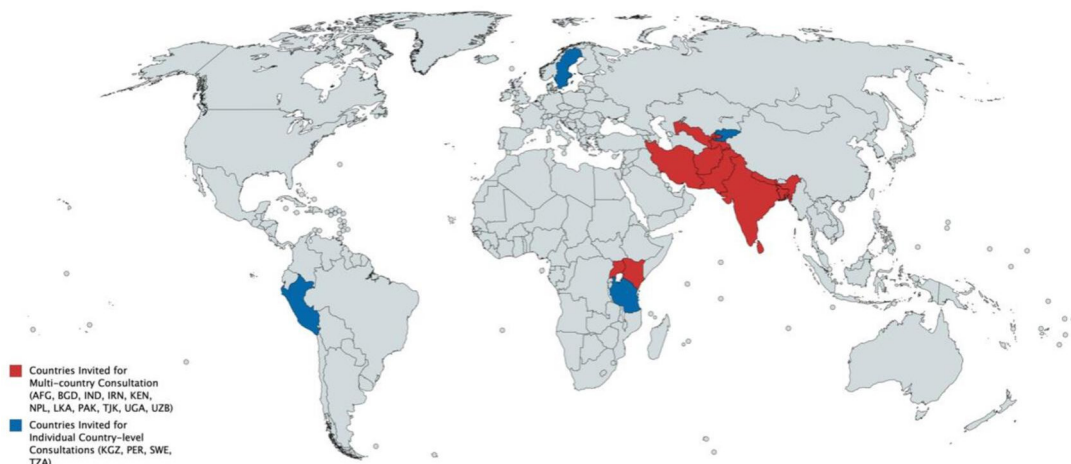 Countries Invited for
Multi-country Consultation
(AFG, BGD, IND, IRN, KEN,
NPL, LKA, PAK, TJK, UGA, UZB)
Countries Invited for
Individual Country-level
Consultations (KGZ, PER, SWE,
TZA)